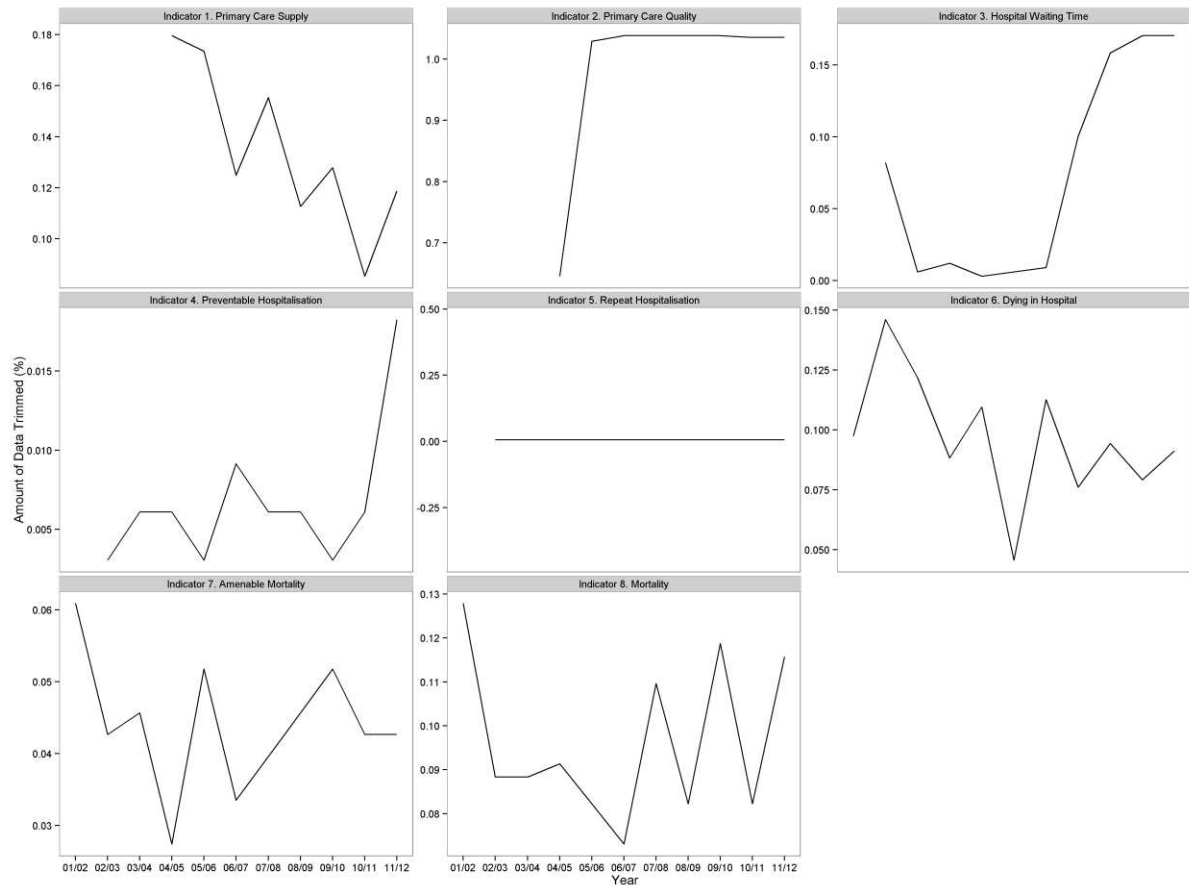 Indicator 1. Primary Care Supply
0.18
0.16
0.14
0.12
0.10
Indicator 2. Primary Care Quality
1.0
0.9
0.8
0.7
Indicator 3. Hospital Waiting Time
0.15
0.10
0.05
0.00
Amount of Data Trimmed (%)
Indicator 4. Preventable Hospitalisation
0.015
0.010
0.005
Indicator 5. Repeat Hospitalisation
0.50
0.25
0.00
-0.25
Indicator 6. Dying in Hospital
0.150
0.125
0.100
0.075
0.050
Indicator 7. Amenable Mortality
0.06
0.05
0.04
0.03
01/02 02/03 03/04 04/05 05/06 06/07 07/08 08/09 09/10 10/11 11/12
Indicator 8. Mortality
0.13
0.12
0.11
0.10
0.09
0.08
01/02 02/03 03/04 04/05 05/06 06/07 07/08 08/09 09/10 10/11 11/12
Year